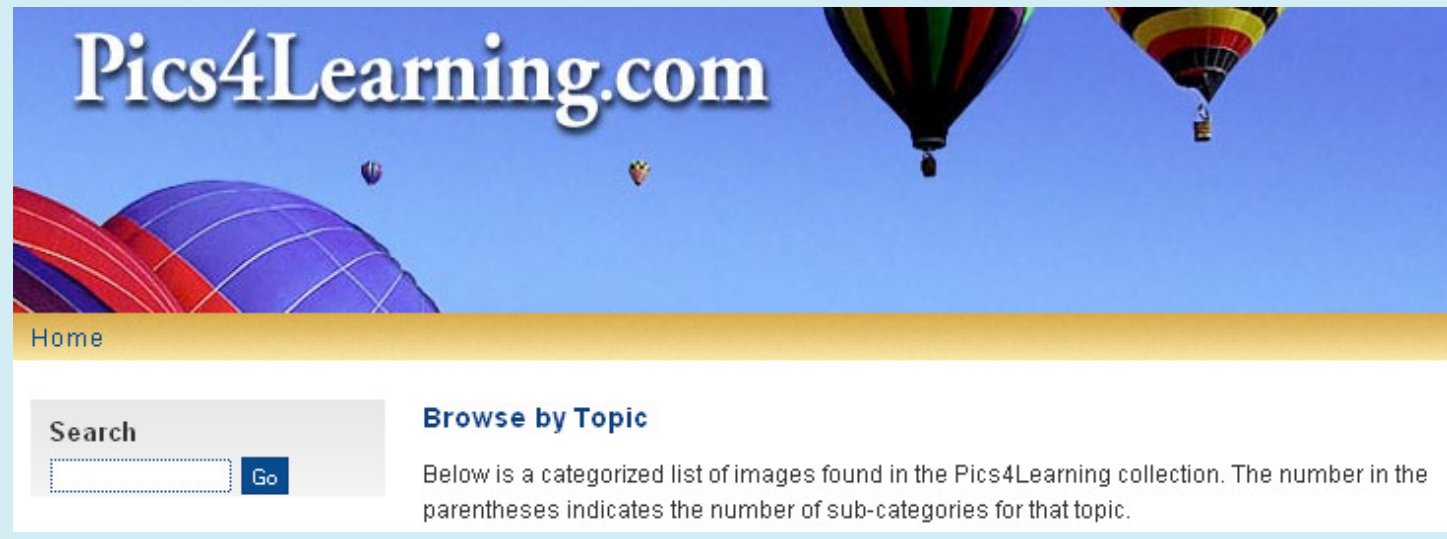 Pics4Learning.com
Home
Search
Go
Browse by Topic
Below is a categorized list of images found in the Pics4Learning collection. The number in the
parentheses indicates the number of sub-categories for that topic.